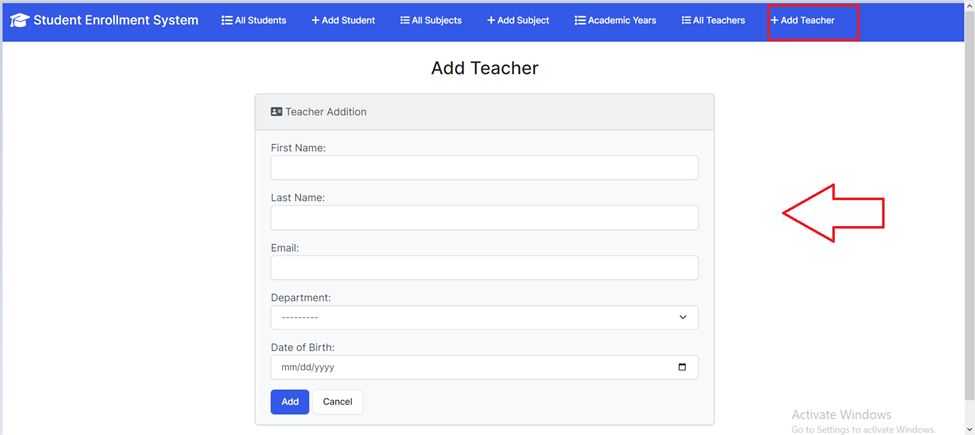 Student Enrollment System All Students + Add Student All Subjects + Add Subject Academic Years All Teachers + Add Teacher
Add Teacher
Teacher Addition
First Name:
Last Name:
Email:
Department:
---------
Date of Birth:
mm/dd/yyyy
Add Cancel
Activate Windows
Go to Settings to activate Windows.